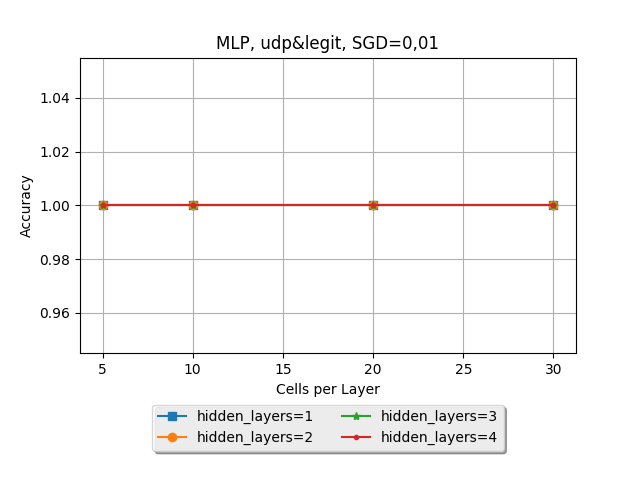 MLP, udp&legit, SGD=0,01
1.04
1.02
1.00
0.98
0.96
Accuracy
5 10 15 20 25 30
Cells per Layer
hidden_layers=1 hidden_layers=3
hidden_layers=2 hidden_layers=4